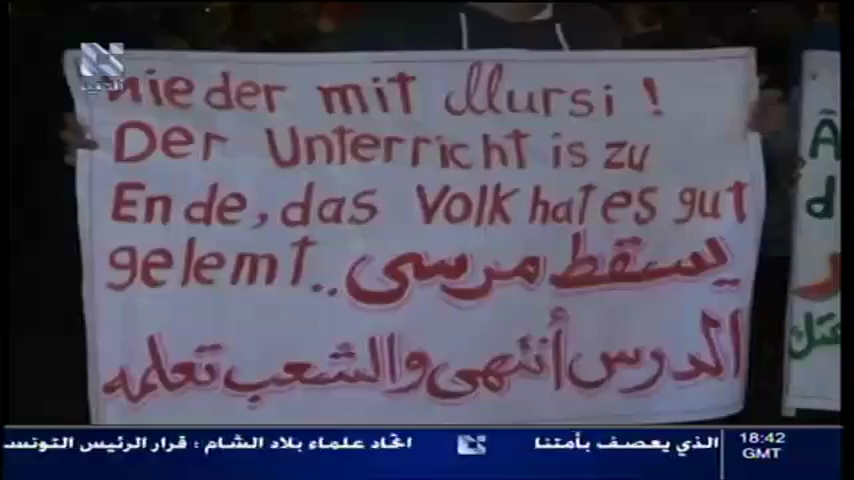 nieder mit Mursi !
Der Unterricht is zu
Ende, das Volk hat es gut
gelernt.. يسقط مرسى
الدرس أنتهى والشعب تعلمه
الذي يعصف بأمتنا
اتحاد علماء بلاد الشام : قرار الرئيس التونسـ
18:42
GMT